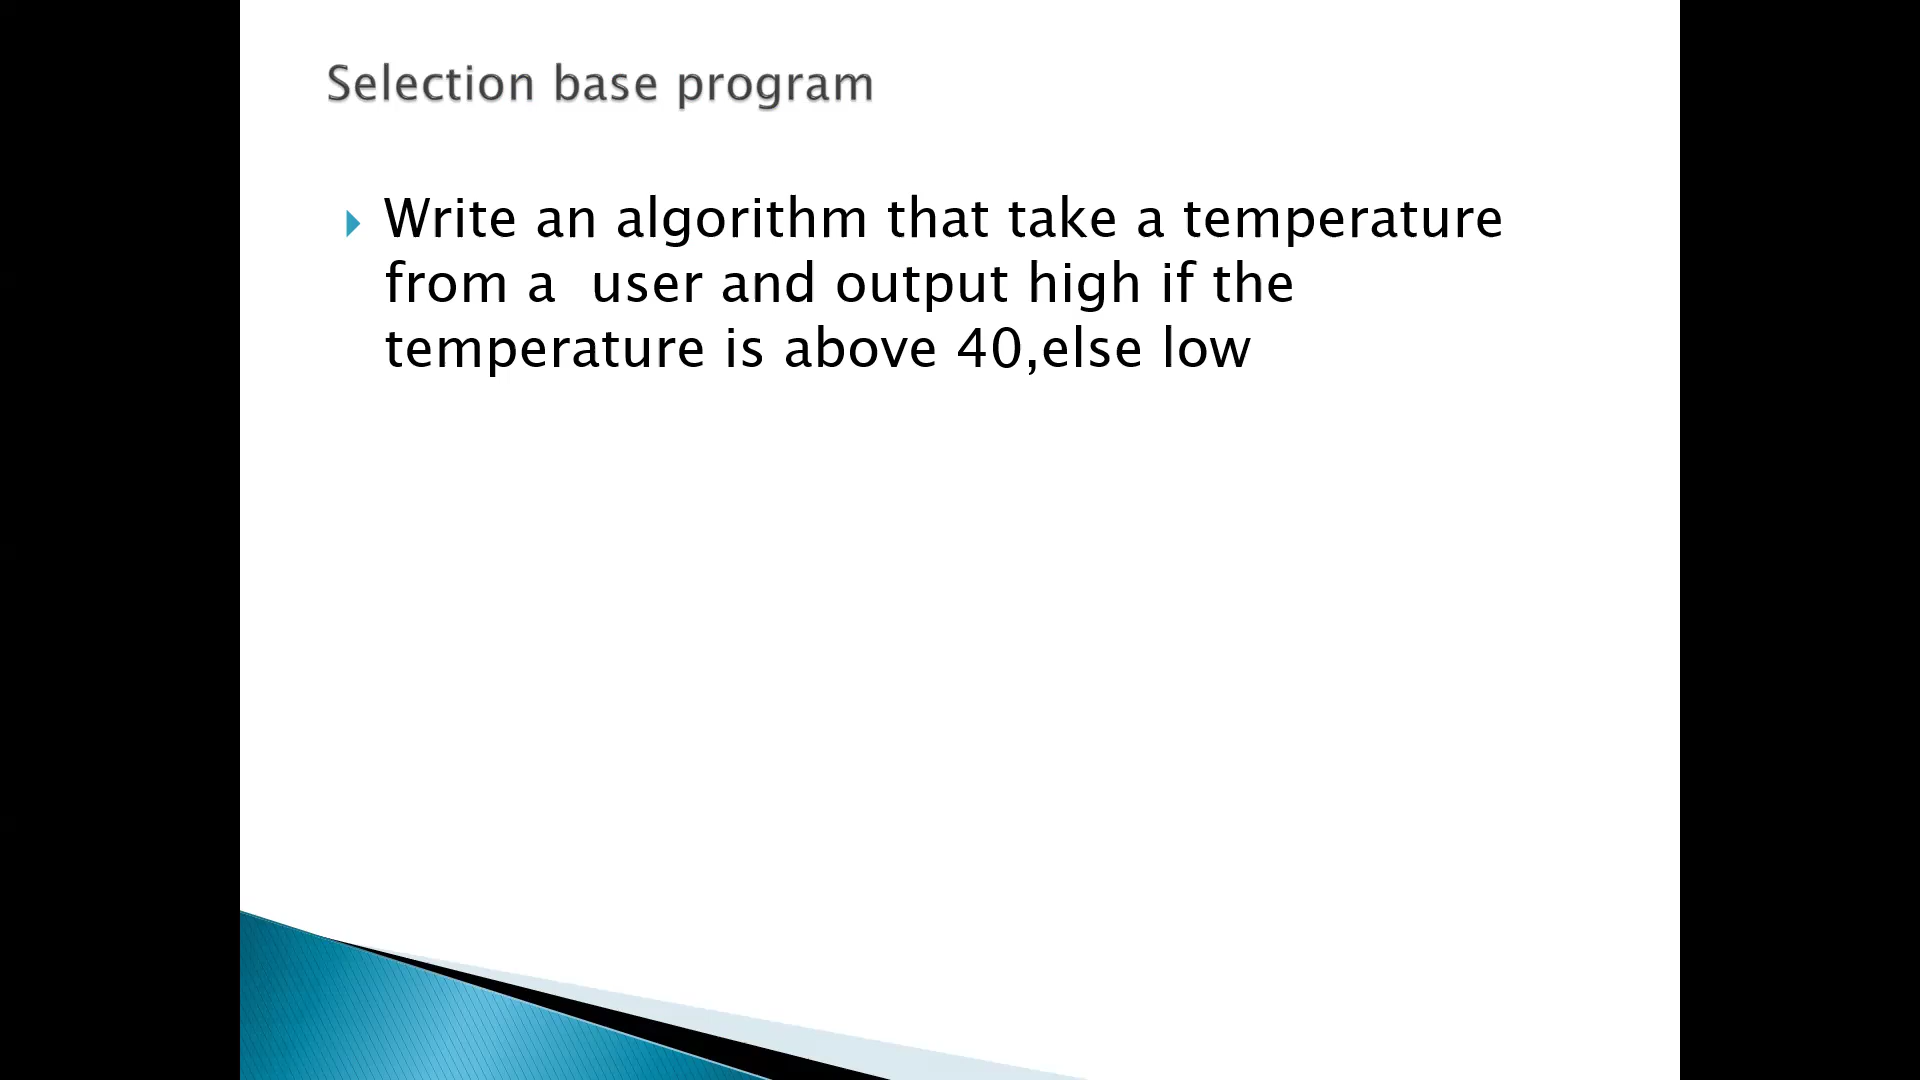 Selection base program
Write an algorithm that take a temperature
from a  user and output high if the
temperature is above 40,else low